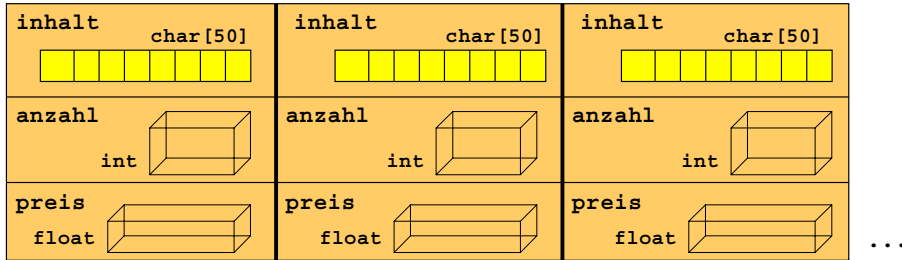 inhalt
char[50]
inhalt
char[50]
inhalt
char[50]
anzahl
int
anzahl
int
anzahl
int
preis
float
preis
float
preis
float
...